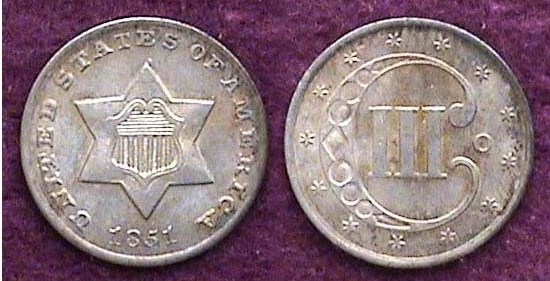 UNITED STATES OF AMERICA
1851
III
O